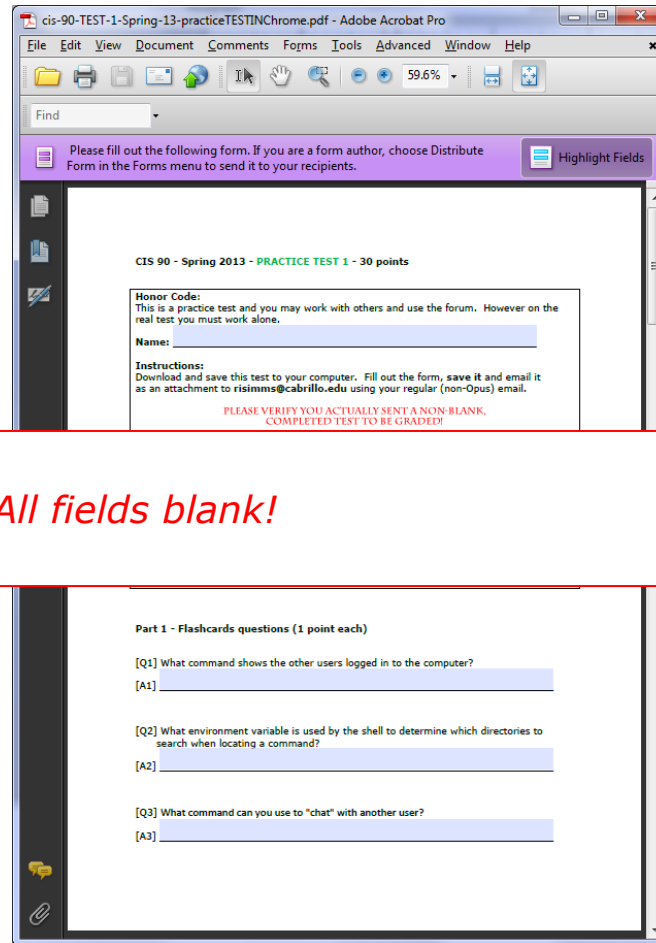 cis-90-TEST-1-Spring-13-practiceTESTINChrome.pdf - Adobe Acrobat Pro
File Edit View Document Comments Forms Tools Advanced Window Help x
59.6%
Find
Please fill out the following form. If you are a form author, choose Distribute
Form in the Forms menu to send it to your recipients.
Highlight Fields
CIS 90 - Spring 2013 - PRACTICE TEST 1 - 30 points
Honor Code:
This is a practice test and you may work with others and use the forum. However on the
real test you must work alone.
Name:
Instructions:
Download and save this test to your computer. Fill out the form, save it and email it
as an attachment to risimms@cabrillo.edu using your regular (non-Opus) email.
PLEASE VERIFY YOU ACTUALLY SENT A NON-BLANK,
COMPLETED TEST TO BE GRADED!
All fields blank!
Part 1 - Flashcards questions (1 point each)
[Q1] What command shows the other users logged in to the computer?
[A1]
[Q2] What environment variable is used by the shell to determine which directories to
search when locating a command?
[A2]
[Q3] What command can you use to "chat" with another user?
[A3]